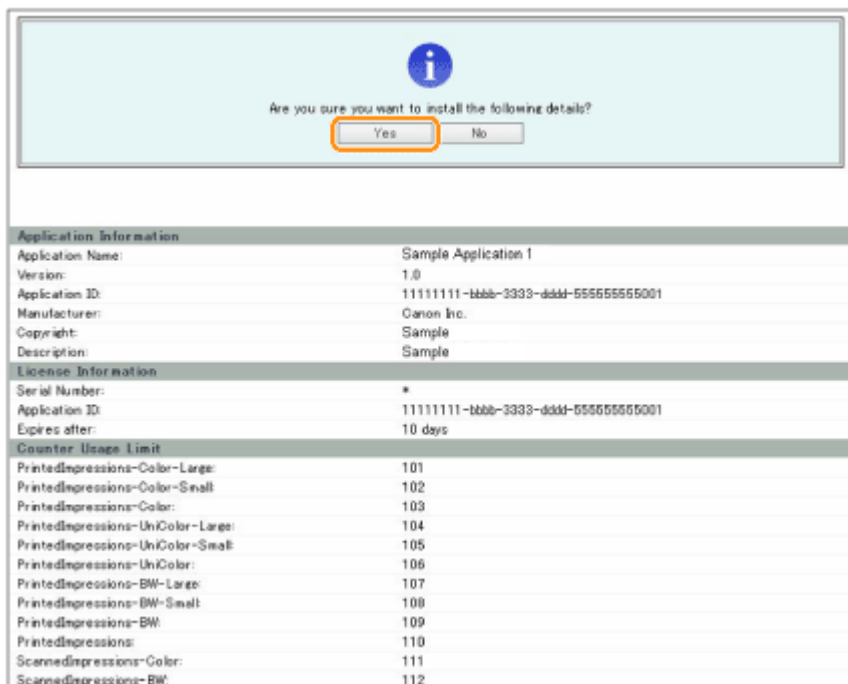 Are you sure you want to install the following details?
Yes No
Application Information
Application Name: Sample Application 1
Version: 1.0
Application ID: 11111111-bbbb-3333-dddd-555555555001
Manufacturer: Canon Inc.
Copyright: Sample
Description: Sample
License Information
Serial Number: *
Application ID: 11111111-bbbb-3333-dddd-555555555001
Expires after: 10 days
Counter Usage Limit
PrintedImpressions-Color-Large: 101
PrintedImpressions-Color-Small: 102
PrintedImpressions-Color: 103
PrintedImpressions-UniColor-Large: 104
PrintedImpressions-UniColor-Small: 105
PrintedImpressions-UniColor: 106
PrintedImpressions-BW-Large: 107
PrintedImpressions-BW-Small: 108
PrintedImpressions-BW: 109
PrintedImpressions: 110
ScannedImpressions-Color: 111
ScannedImpressions-BW: 112